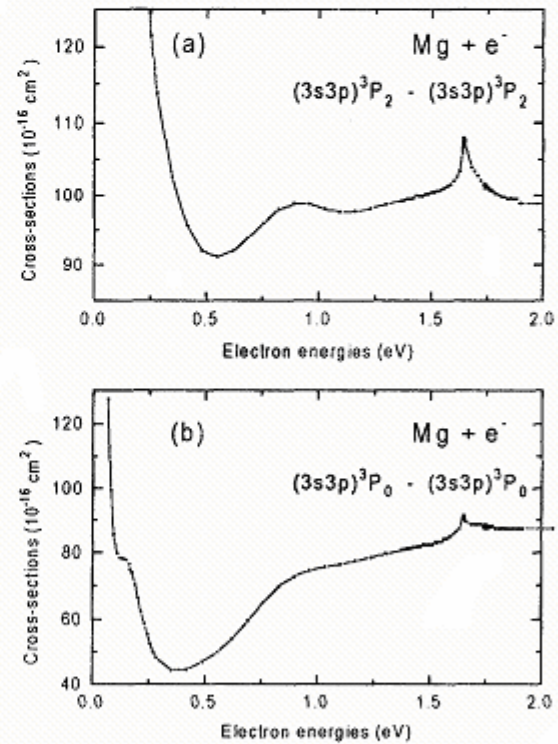 (a)
Mg + e⁻
(3s3p)³P₂ - (3s3p)³P₂
Cross-sections (10⁻¹⁶ cm²)
120
110
100
90
0.0 0.5 1.0 1.5 2.0
Electron energies (eV)
(b)
Mg + e⁻
(3s3p)³P₀ - (3s3p)³P₀
Cross-sections (10⁻¹⁶ cm²)
120
100
80
60
40
0.0 0.5 1.0 1.5 2.0
Electron energies (eV)